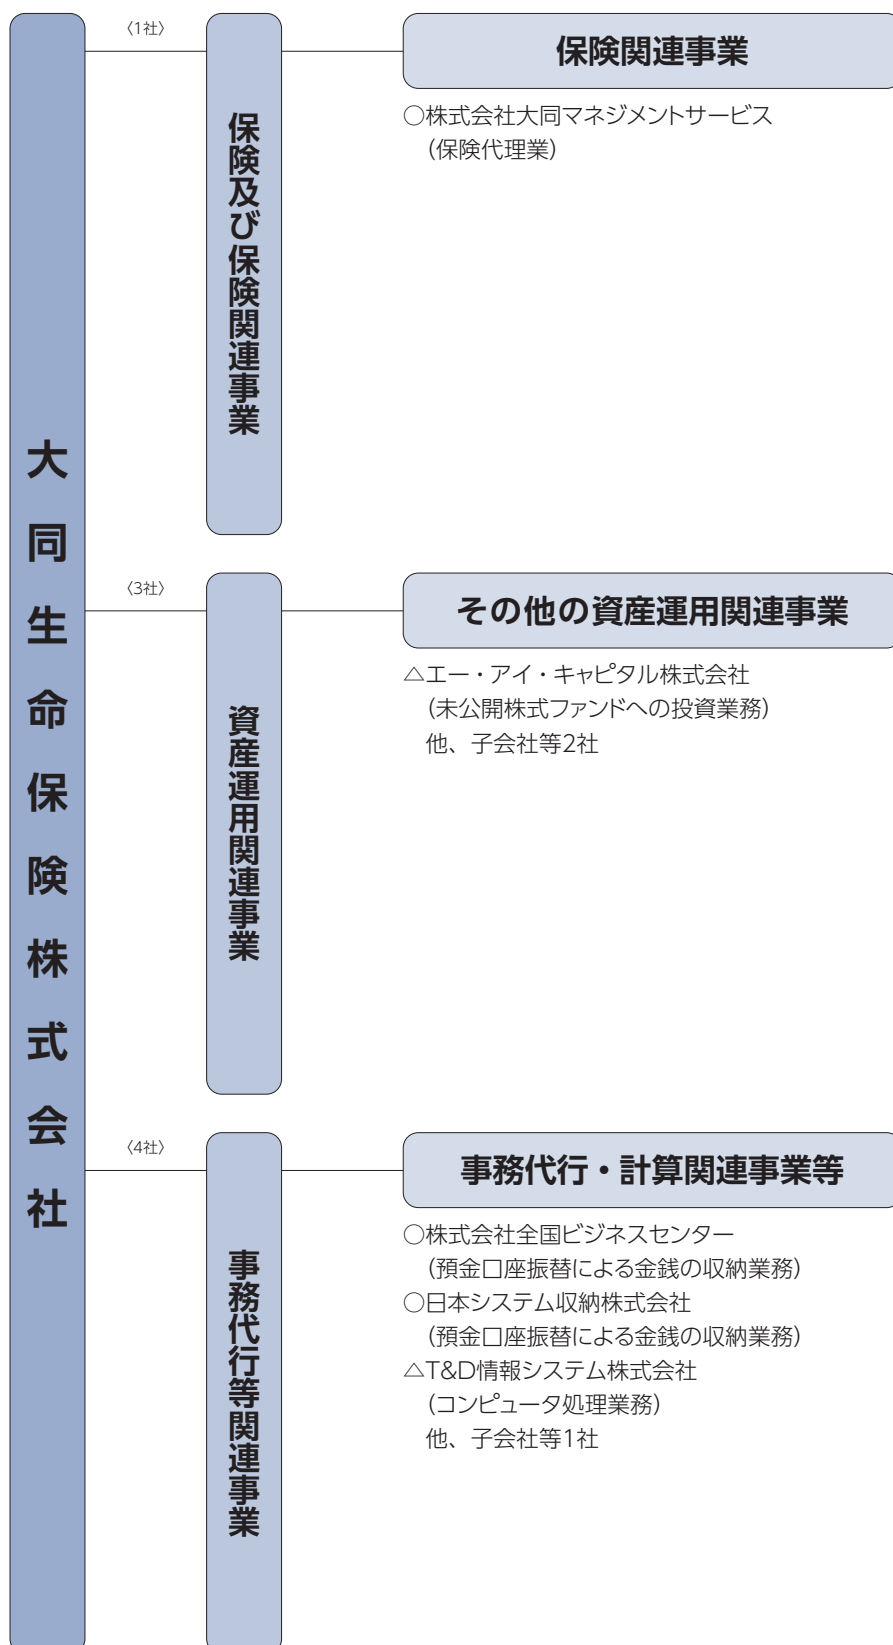 大同生命保険株式会社
〈1社〉
保険及び保険関連事業
保険関連事業
○株式会社大同マネジメントサービス
（保険代理業）
〈3社〉
資産運用関連事業
その他の資産運用関連事業
△エー・アイ・キャピタル株式会社
（未公開株式ファンドへの投資業務）
他、子会社等2社
〈4社〉
事務代行等関連事業
事務代行・計算関連事業等
○株式会社全国ビジネスセンター
（預金口座振替による金銭の収納業務）
○日本システム収納株式会社
（預金口座振替による金銭の収納業務）
△T&D情報システム株式会社
（コンピュータ処理業務）
他、子会社等1社